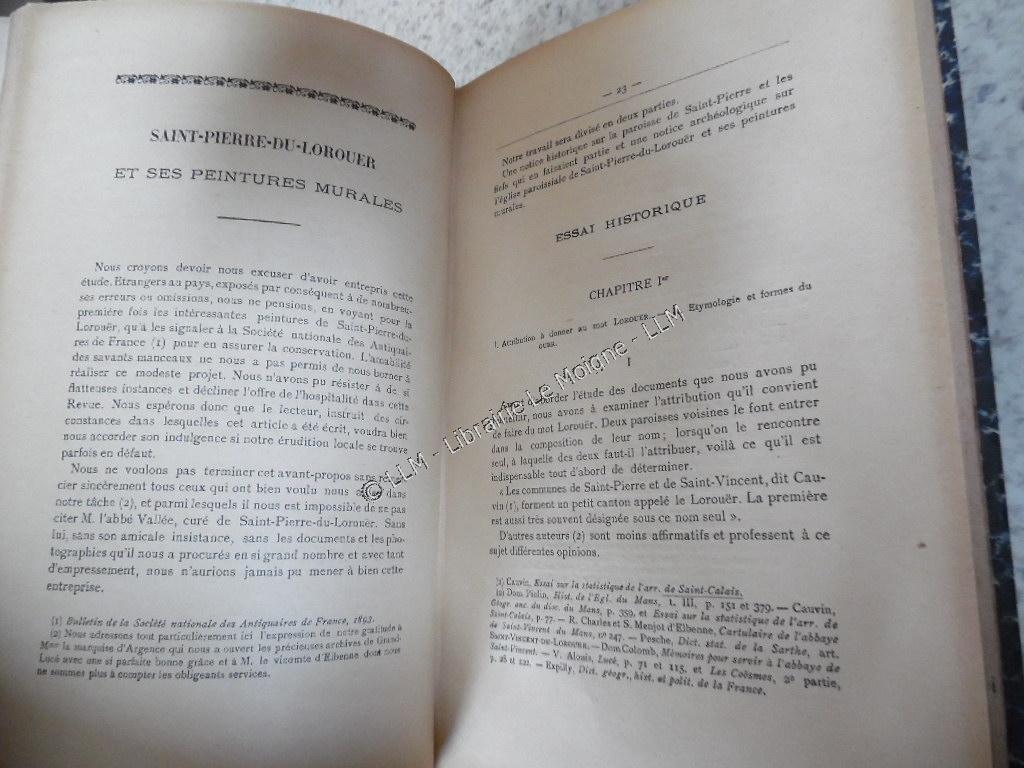 SAINT-PIERRE-DU-LOROUER
ET SES PEINTURES MURALES
Nous croyons devoir nous excuser d'avoir entrepris cette
étude. Etrangers au pays, exposés par conséquent à de nombreu-
ses erreurs ou omissions, nous ne pensions, en voyant pour la
première fois les intéressantes peintures de Saint-Pierre-du-
Lorouër, qu'à les signaler à la Société nationale des Antiquai-
res de France (1) pour en assurer la conservation. L'amabilité
des savants manceaux ne nous a pas permis de nous borner à
réaliser ce modeste projet. Nous n'avons pu résister à de si
flatteuses instances et décliner l'offre de l'hospitalité dans cette
Revue. Nous espérons donc que le lecteur, instruit des cir-
constances dans lesquelles cet article a été écrit, voudra bien
nous accorder son indulgence si notre érudition locale se trouve
parfois en défaut.
Nous ne voulons pas terminer cet avant-propos sans
cier sincèrement tous ceux qui ont bien voulu nous dans
notre tâche (2), et parmi lesquels il nous est impossible de ne pas
citer M. l'abbé Vallée, curé de Saint-Pierre-du-Lorouër. Sans
lui, sans son amicale insistance, sans les documents et les pho-
tographies qu'il nous a procurés en si grand nombre et avec tant
d'empressement, nous n'aurions jamais pu mener à bien cette
entreprise.
(1) Bulletin de la Société nationale des Antiquaires de France, 1893.
(2) Nous adressons tout particulièrement ici l'expression de notre gratitude à
Mme la marquise d'Argence qui nous a ouvert les précieuses archives de Grand-
Lucé avec une si parfaite bonne grâce et à M. le vicomte d'Elbenne dont nous
ne sommes plus à compter les obligeants services.
— 23 —
Notre travail sera divisé en deux parties.
Une notice historique sur la paroisse de Saint-Pierre et les
fiefs qui en faisaient partie et une notice archéologique sur
l'église paroissiale de Saint-Pierre-du-Lorouër et ses peintures
murales.
ESSAI HISTORIQUE
CHAPITRE Ier
I. Attribution à donner au mot LOROUER. Etymologie et formes du
I
Avant d'aborder l'étude des documents que nous avons pu
nous avons à examiner l'attribution qu'il convient
de faire du mot Lorouër. Deux paroisses voisines le font entrer
dans la composition de leur nom ; lorsqu'on le rencontre
seul, à laquelle des deux faut-il l'attribuer, voilà ce qu'il est
indispensable tout d'abord de déterminer.
« Les communes de Saint-Pierre et de Saint-Vincent, dit Cau-
vin (1), forment un petit canton appelé le Lorouër. La première
est aussi très souvent désignée sous ce nom seul ».
D'autres auteurs (2) sont moins affirmatifs et professent à ce
sujet différentes opinions.
(1) CAUVIN, Essai sur la statistique de l'arr. de Saint-Calais.
(2) Dom Piolin, Hist. de l'Egl. du Mans, t. III, p. 151 et 379. — CAUVIN,
Géogr. anc. du dioc. du Mans, p. 359, et Essai sur la statistique de l'arr. de
Saint-Calais, p. 77. — R. Charles et S. Menjot d'Elbenne, Cartulaire de l'abbaye
de Saint-Vincent du Mans, no 247. — Pesche, Dict. stat. de la Sarthe, art.
SAINT-VINCENT-DU-LOROUER. — Dom Colomb, Mémoires pour servir à l'abbaye de
Saint-Vincent. — V. Alouis, Lucé, p. 71 et 115, et Les Coësmes, 2e partie,
p. 26 et 122. — Expilly, Dict. géogr., hist. et polit. de la France.
© LLM - Librairie Le Moigne - LLM